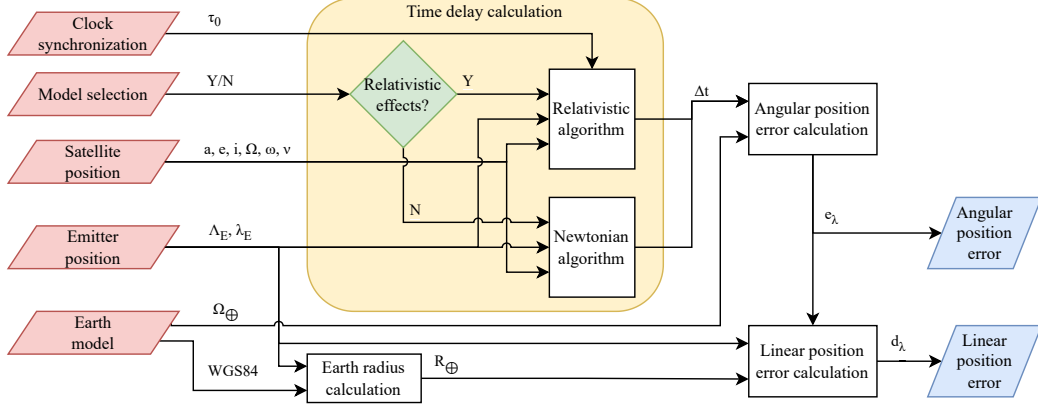 Time delay calculation
Clock
synchronization
τ0
Model selection
Y/N
Relativistic
effects?
Y
N
Relativistic
algorithm
Δt
Angular position
error calculation
Satellite
position
a, e, i, Ω, ω, ν
Emitter
position
ΛE, λE
Newtonian
algorithm
eλ
Angular
position
error
Earth
model
Ω⊕
WGS84
Earth radius
calculation
R⊕
Linear position
error calculation
dλ
Linear
position
error